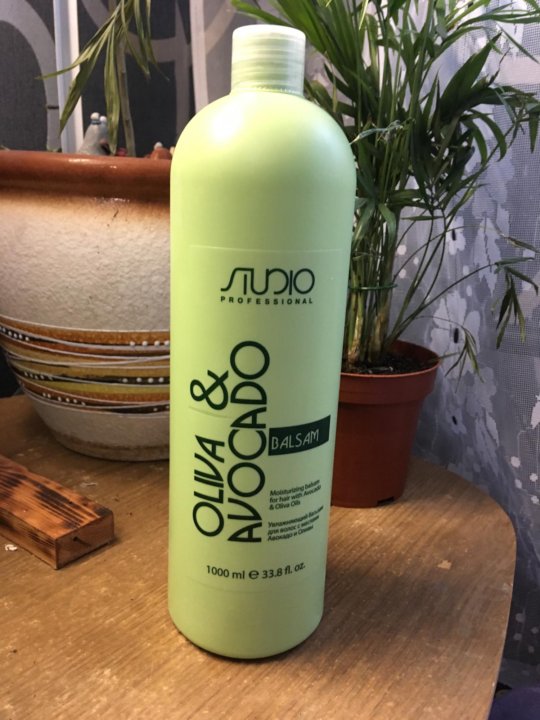 STUDIO
PROFESSIONAL
OLIVA &
AVOCADO
BALSAM
Moisturizing balsam
for hair with Avocado
& Oliva Oils
Увлажняющий бальзам
для волос с маслами
Авокадо и Оливы
1000 ml ℮ 33.8 fl. oz.